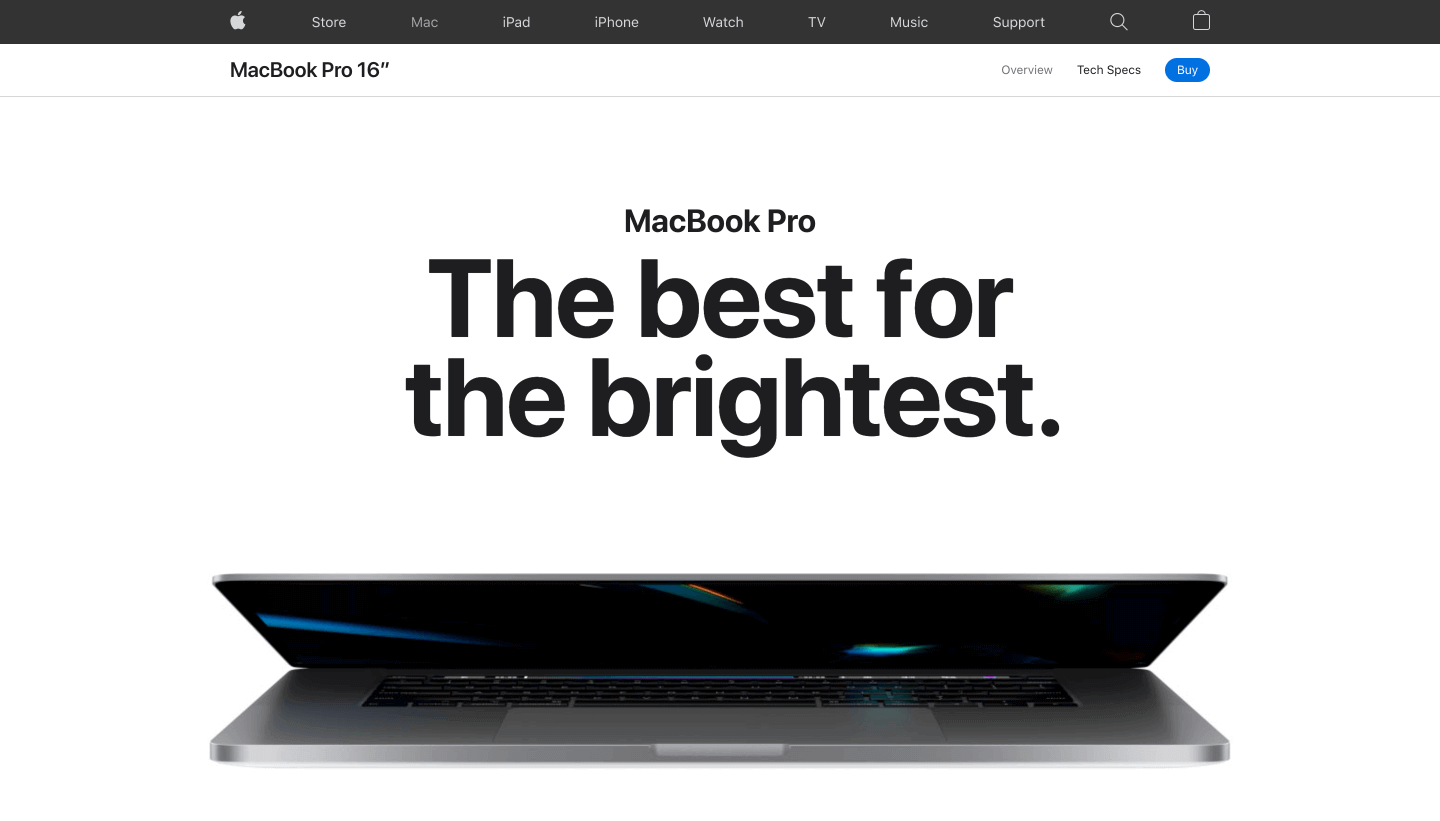 Store Mac iPad iPhone Watch TV Music Support
MacBook Pro 16″ Overview Tech Specs Buy
MacBook Pro
The best for
the brightest.